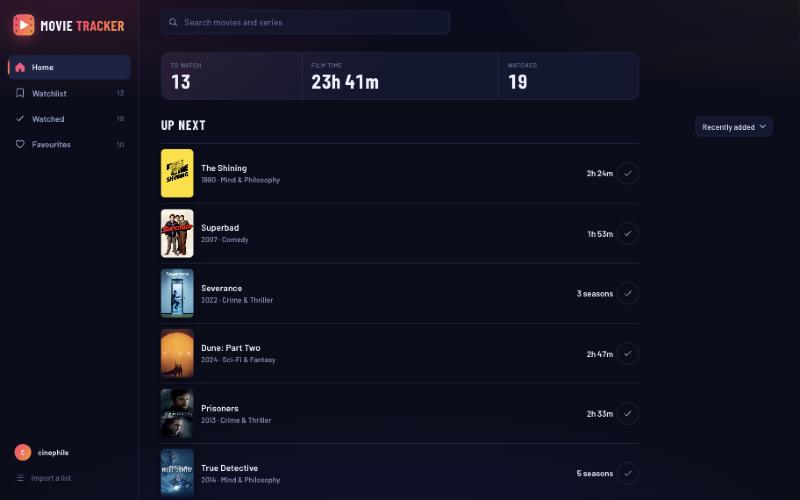 MOVIE TRACKER
Search movies and series
Home
Watchlist 13
Watched 19
Favourites 10
TO WATCH
13
FILM TIME
23h 41m
WATCHED
19
UP NEXT
Recently added
SHINING
The Shining
1980 · Mind & Philosophy
2h 24m
Superbad
Superbad
2007 · Comedy
1h 53m
Severance
Severance
2022 · Crime & Thriller
3 seasons
Dune: Part Two
2024 · Sci-Fi & Fantasy
2h 47m
Prisoners
2013 · Crime & Thriller
2h 33m
True Detective
2014 · Mind & Philosophy
5 seasons
C
cinephile
Import a list